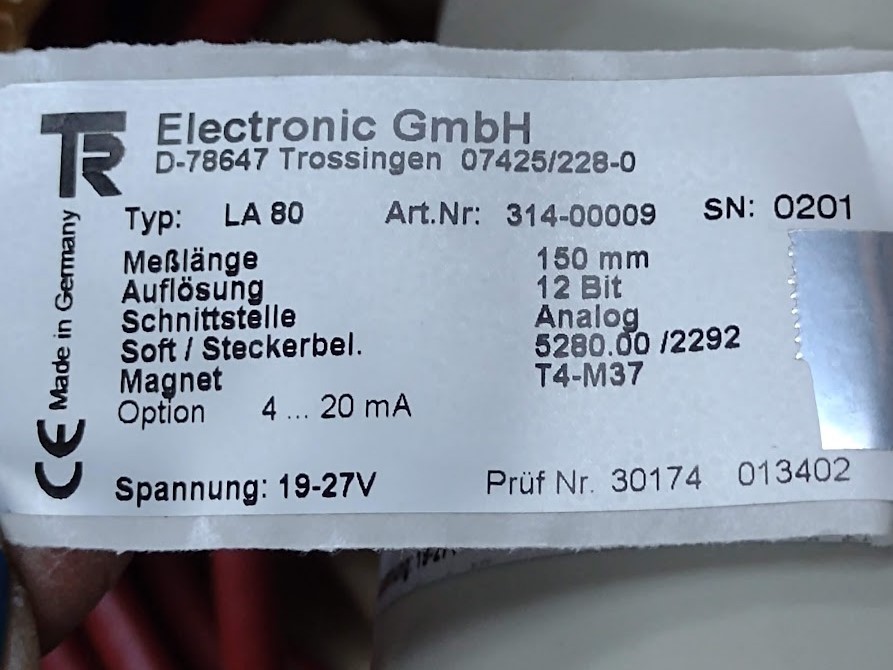 TR Electronic GmbH
D-78647 Trossingen 07425/228-0
Typ: LA 80 Art.Nr: 314-00009 SN: 0201
Meßlänge 150 mm
Auflösung 12 Bit
Schnittstelle Analog
Soft / Steckerbel. 5280.00 /2292
Magnet T4-M37
Option 4 ... 20 mA
Spannung: 19-27V Prüf Nr. 30174 013402
CE Made in Germany